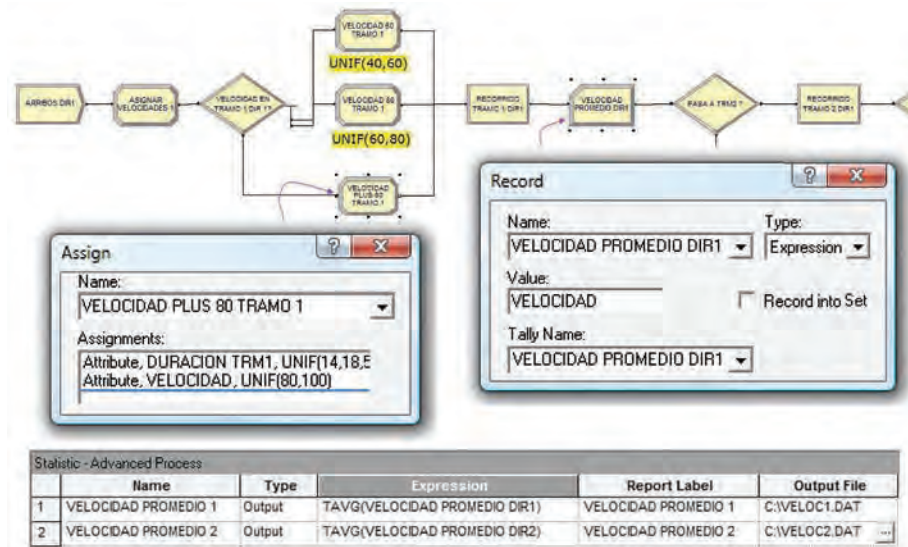 VELOCIDAD 60
TRAMO 1
UNIF(40,60)
ARRIBOS DIR1
ASIGNAR
VELOCIDADES 1
VELOCIDAD EN
TRAMO 1 DIR 1?
VELOCIDAD 80
TRAMO 1
UNIF(60,80)
VELOCIDAD
PLUS 80
TRAMO 1
RECORRIDO
TRAMO 1 DIR1
VELOCIDAD
PROMEDIO DIR1
PASA A TRM2 ?
RECORRIDO
TRAMO 2 DIR1
Assign
Name:
VELOCIDAD PLUS 80 TRAMO 1
Assignments:
Attribute, DURACION TRM1, UNIF(14,18,5
Attribute, VELOCIDAD, UNIF(80,100)
Record
Name:
Type:
VELOCIDAD PROMEDIO DIR1
Expression
Value:
VELOCIDAD
Record into Set
Tally Name:
VELOCIDAD PROMEDIO DIR1
Statistic - Advanced Process
Name Type Expression Report Label Output File
1 VELOCIDAD PROMEDIO 1 Output TAVG(VELOCIDAD PROMEDIO DIR1) VELOCIDAD PROMEDIO 1 C:\VELOC1.DAT
2 VELOCIDAD PROMEDIO 2 Output TAVG(VELOCIDAD PROMEDIO DIR2) VELOCIDAD PROMEDIO 2 C:\VELOC2.DAT ...